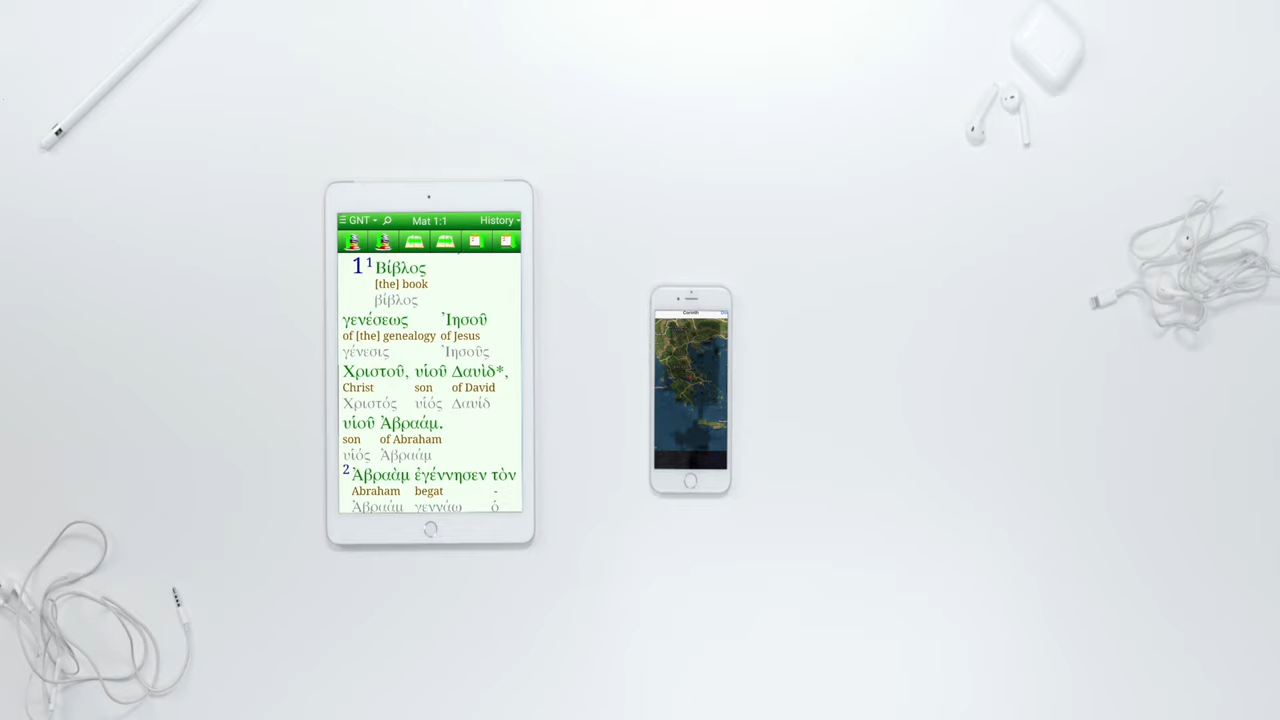 GNT Mat 1:1 History
1 1 Βίβλος
[the] book
βίβλος
γενέσεως Ἰησοῦ
of [the] genealogy of Jesus
γένεσις Ἰησοῦς
Χριστοῦ, υἱοῦ Δαυὶδ*,
Christ son of David
Χριστός υἱός Δαυίδ
υἱοῦ Ἀβραάμ.
son of Abraham
υἱός Ἀβραάμ
2 Ἀβραὰμ ἐγέννησεν τὸν
Abraham begat -
Ἀβραάμ γεννάω ὁ
Corinth